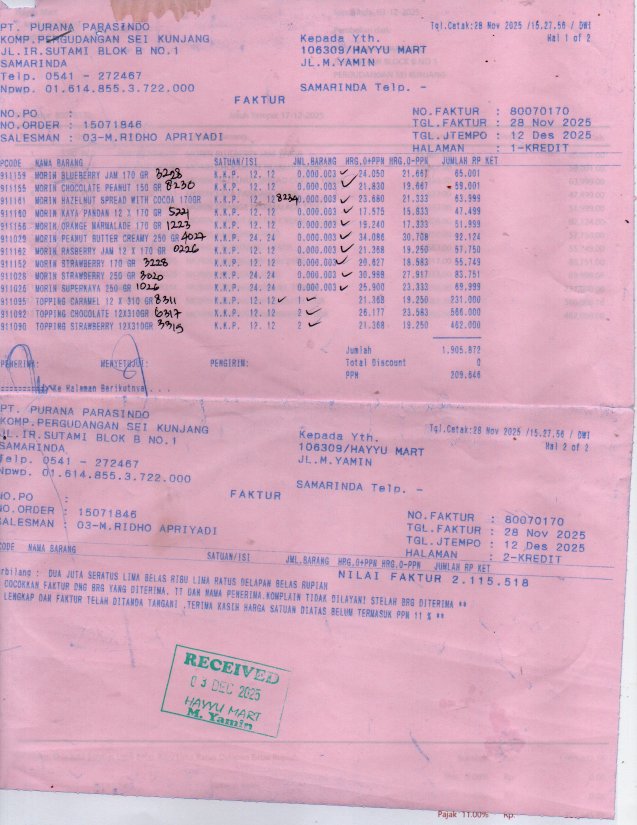 PT. PURANA PARASINDO
KOMP.PERGUDANGAN SEI KUNJANG
JL.IR.SUTAMI BLOK B NO.1
SAMARINDA
Telp. 0541 - 272467
Npwp. 01.614.855.3.722.000
Tgl.Cetak:28 Nov 2025 /15.27.56 / DWI
Hal 1 of 2
Kepada Yth.
106309/HAYYU MART
JL.M.YAMIN
SAMARINDA Telp. -
FAKTUR
NO.PO :
NO.ORDER : 15071846
SALESMAN : 03-M.RIDHO APRIYADI
NO.FAKTUR : 80070170
TGL.FAKTUR : 28 Nov 2025
TGL.JTEMPO : 12 Des 2025
HALAMAN : 1-KREDIT
PCODE NAMA BARANG SATUAN/ISI JML.BARANG HRG.O+PPN HRG.O-PPN JUMLAH RP KET
911159 MORIN BLUEBERRY JAM 170 GR 3228 K.K.P. 12. 12 0.000.003 ✓ 24.050 21.667 65.001
911155 MORIN CHOCOLATE PEANUT 150 GR 8230 K.K.P. 12. 12 0.000.003 ✓ 21.830 19.667 59.001
911161 MORIN HAZELNUT SPREAD WITH COCOA 170GR K.K.P. 12. 12 8234 0.000.003 ✓ 23.680 21.333 63.999
911160 MORIN KAYA PANDAN 12 X 170 GR 5221 K.K.P. 12. 12 0.000.003 ✓ 17.575 15.833 47.499
911156 MORIN ORANGE MARMALADE 170 GR 1223 K.K.P. 12. 12 0.000.003 ✓ 19.240 17.333 51.999
911029 MORIN PEANUT BUTTER CREAMY 250 GR 4027 K.K.P. 24. 24 0.000.003 ✓ 34.086 30.708 92.124
911162 MORIN RASBERRY JAM 12 X 170 GR 0226 K.K.P. 12. 12 0.000.003 ✓ 21.368 19.250 57.750
911152 MORIN STRAWBERRY 170 GR 3228 K.K.P. 12. 12 0.000.003 ✓ 20.627 18.583 55.749
911028 MORIN STRAWBERRY 250 GR 3020 K.K.P. 24. 24 0.000.003 ✓ 30.988 27.917 83.751
911026 MORIN SUPERKAYA 250 GR 1026 K.K.P. 24. 24 0.000.003 ✓ 25.900 23.333 69.999
911095 TOPPING CARAMEL 12 X 310 GR 8311 K.K.P. 12. 12 ✓ 1 ✓ 21.368 19.250 231.000
911092 TOPPING CHOCOLATE 12X310GR 6317 K.K.P. 12. 12 2 ✓ 26.177 23.583 566.000
911090 TOPPING STRAWBERRY 12X310GR 3315 K.K.P. 12. 12 2 ✓ 21.368 19.250 462.000
Jumlah 1.905.872
Total Discount 0
PPN 209.646
PENERIMA: MENYETUJUI: PENGIRIM:
Ke Halaman Berikutnya . . .
PT. PURANA PARASINDO
KOMP.PERGUDANGAN SEI KUNJANG
JL.IR.SUTAMI BLOK B NO.1
SAMARINDA
Telp. 0541 - 272467
Npwp. 01.614.855.3.722.000
Tgl.Cetak:28 Nov 2025 /15.27.56 / DWI
Hal 2 of 2
Kepada Yth.
106309/HAYYU MART
JL.M.YAMIN
SAMARINDA Telp. -
FAKTUR
NO.PO :
NO.ORDER : 15071846
SALESMAN : 03-M.RIDHO APRIYADI
NO.FAKTUR : 80070170
TGL.FAKTUR : 28 Nov 2025
TGL.JTEMPO : 12 Des 2025
HALAMAN : 2-KREDIT
PCODE NAMA BARANG SATUAN/ISI JML.BARANG HRG.O+PPN HRG.O-PPN JUMLAH RP KET
NILAI FAKTUR 2.115.518
rbilang : DUA JUTA SERATUS LIMA BELAS RIBU LIMA RATUS DELAPAN BELAS RUPIAH
COCOKKAN FAKTUR DNG BRG YANG DITERIMA. TT DAN NAMA PENERIMA.KOMPLAIN TIDAK DILAYANI STELAH BRG DITERIMA **
LENGKAP DAN FAKTUR TELAH DITANDA TANGANI .TERIMA KASIH HARGA SATUAN DIATAS BELUM TERMASUK PPN 11 % **
RECEIVED
03 DEC 2025
HAYYU MART
M. Yamin
Pajak 11.00% Rp.